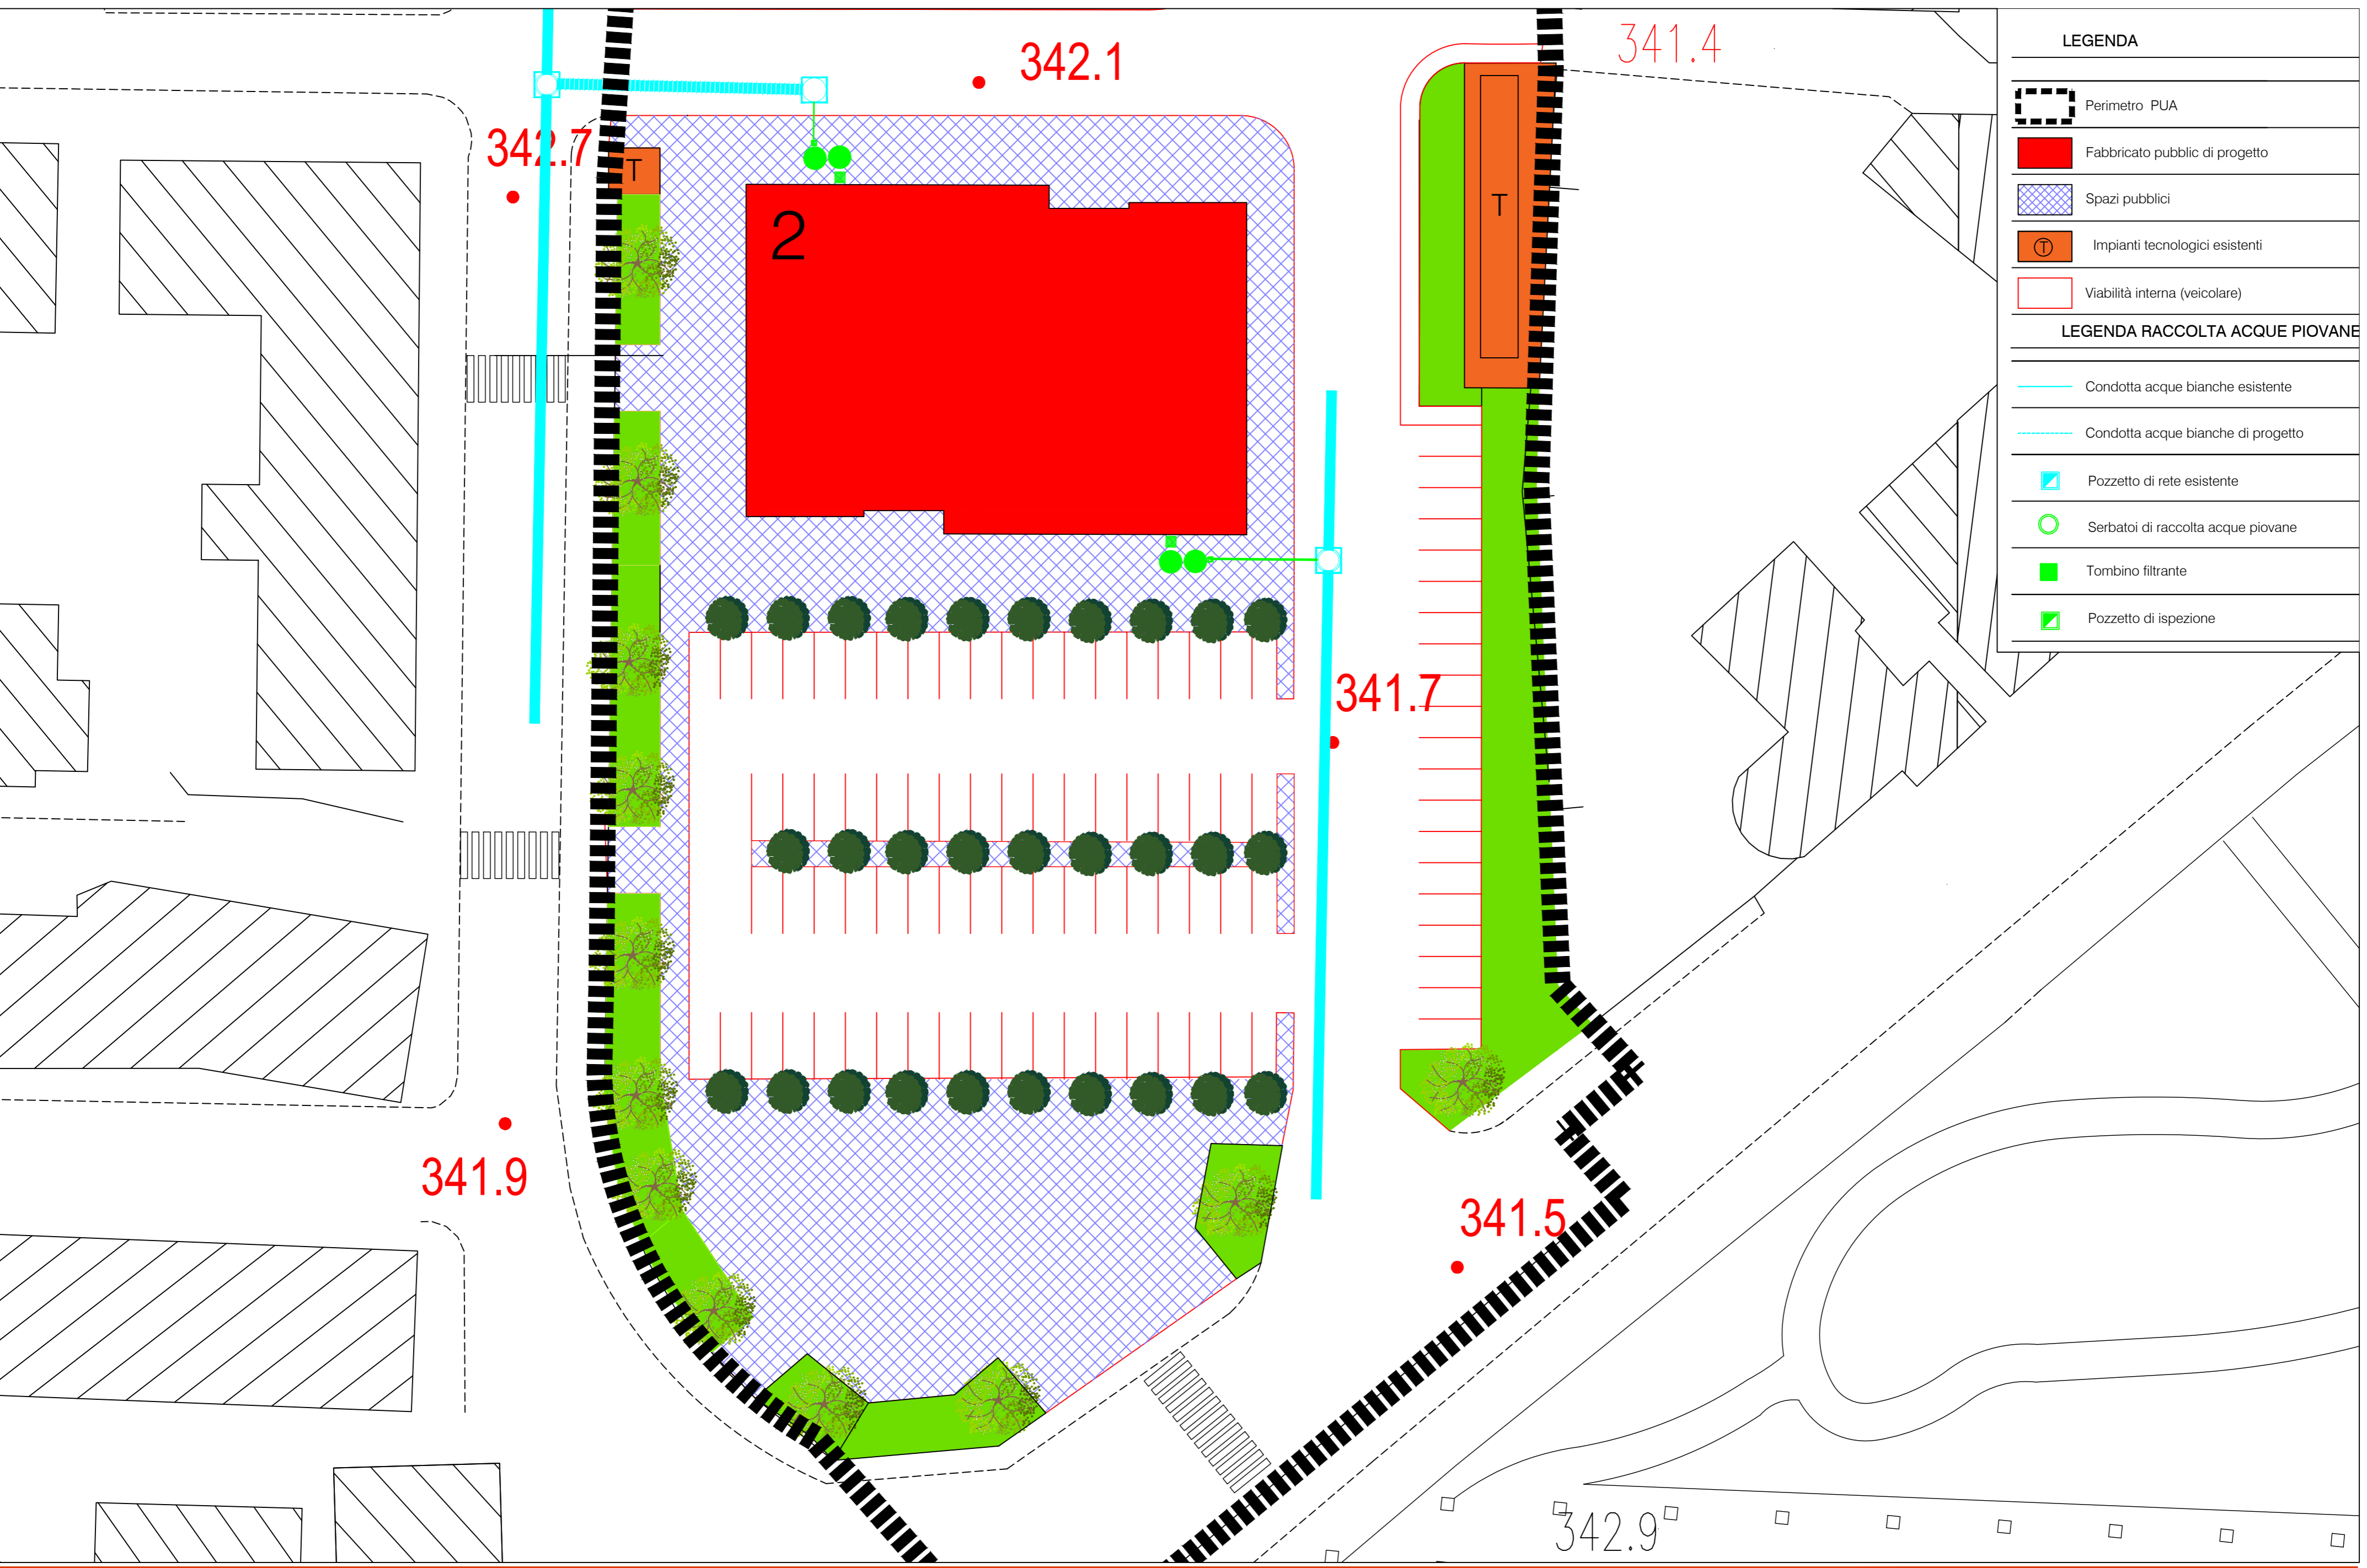 341.4
342.1
342.7
T
T
2
341.7
341.9
341.5
342.9
LEGENDA
Perimetro PUA
Fabbricato pubblic di progetto
Spazi pubblici
T
Impianti tecnologici esistenti
Viabilità interna (veicolare)
LEGENDA RACCOLTA ACQUE PIOVANE
Condotta acque bianche esistente
Condotta acque bianche di progetto
Pozzetto di rete esistente
Serbatoi di raccolta acque piovane
Tombino filtrante
Pozzetto di ispezione